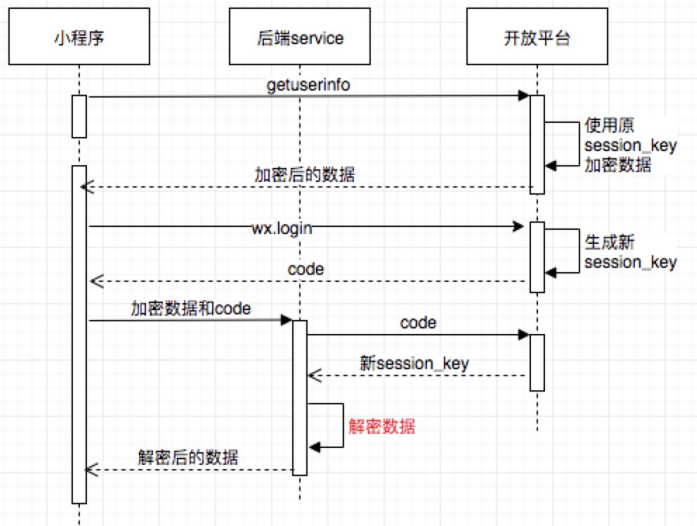 小程序
后端service
开放平台
getuserinfo
使用原
session_key
加密数据
加密后的数据
wx.login
生成新
session_key
code
加密数据和code
code
新session_key
解密数据
解密后的数据